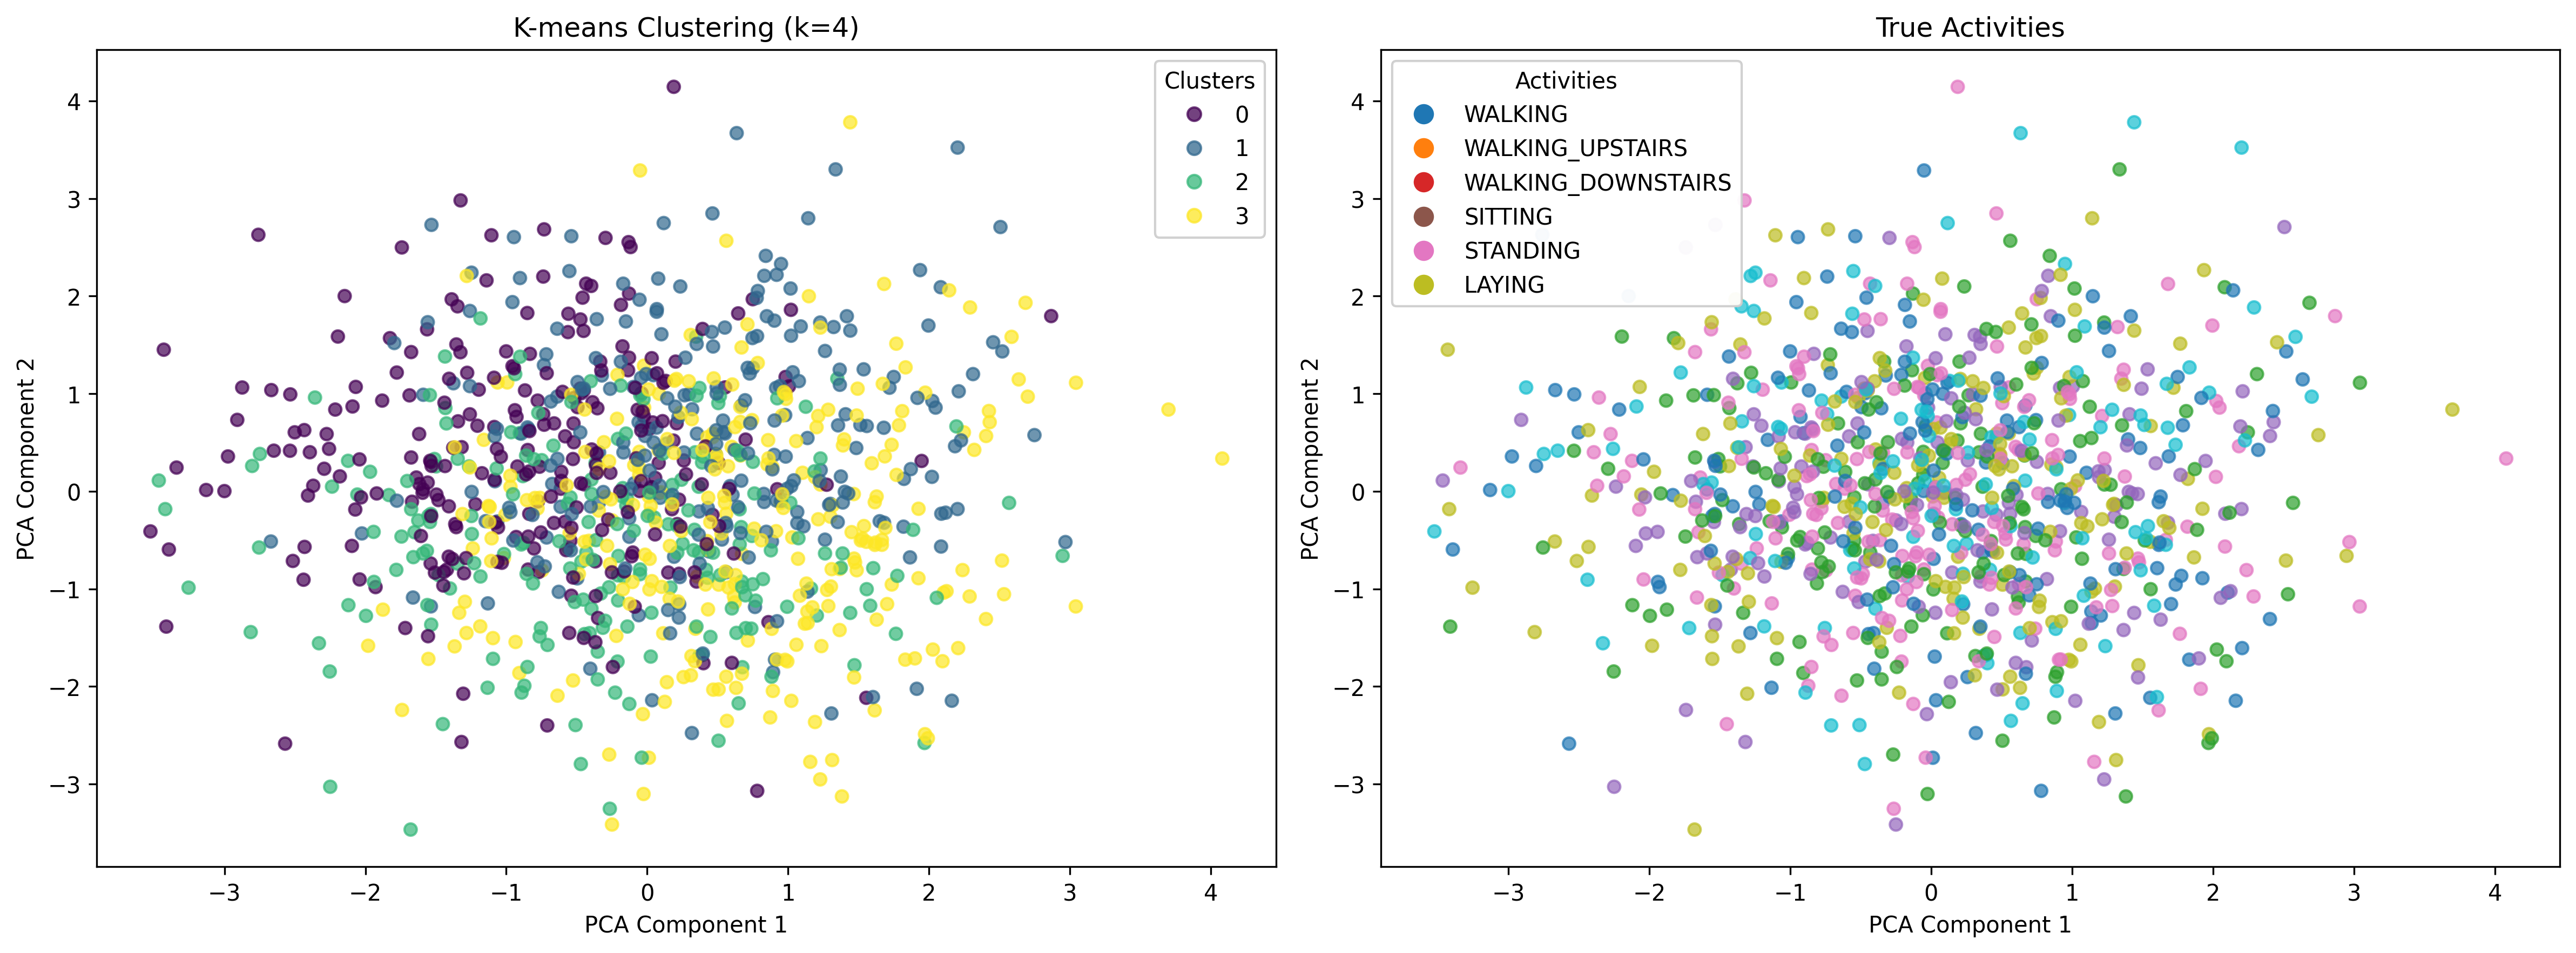 K-means Clustering (k=4)
Clusters
0
1
2
3
4
3
2
1
0
−1
−2
−3
PCA Component 2
−3
−2
−1
0
1
2
3
4
PCA Component 1
True Activities
Activities
WALKING
WALKING_UPSTAIRS
WALKING_DOWNSTAIRS
SITTING
STANDING
LAYING
4
3
2
1
0
−1
−2
−3
PCA Component 2
−3
−2
−1
0
1
2
3
4
PCA Component 1